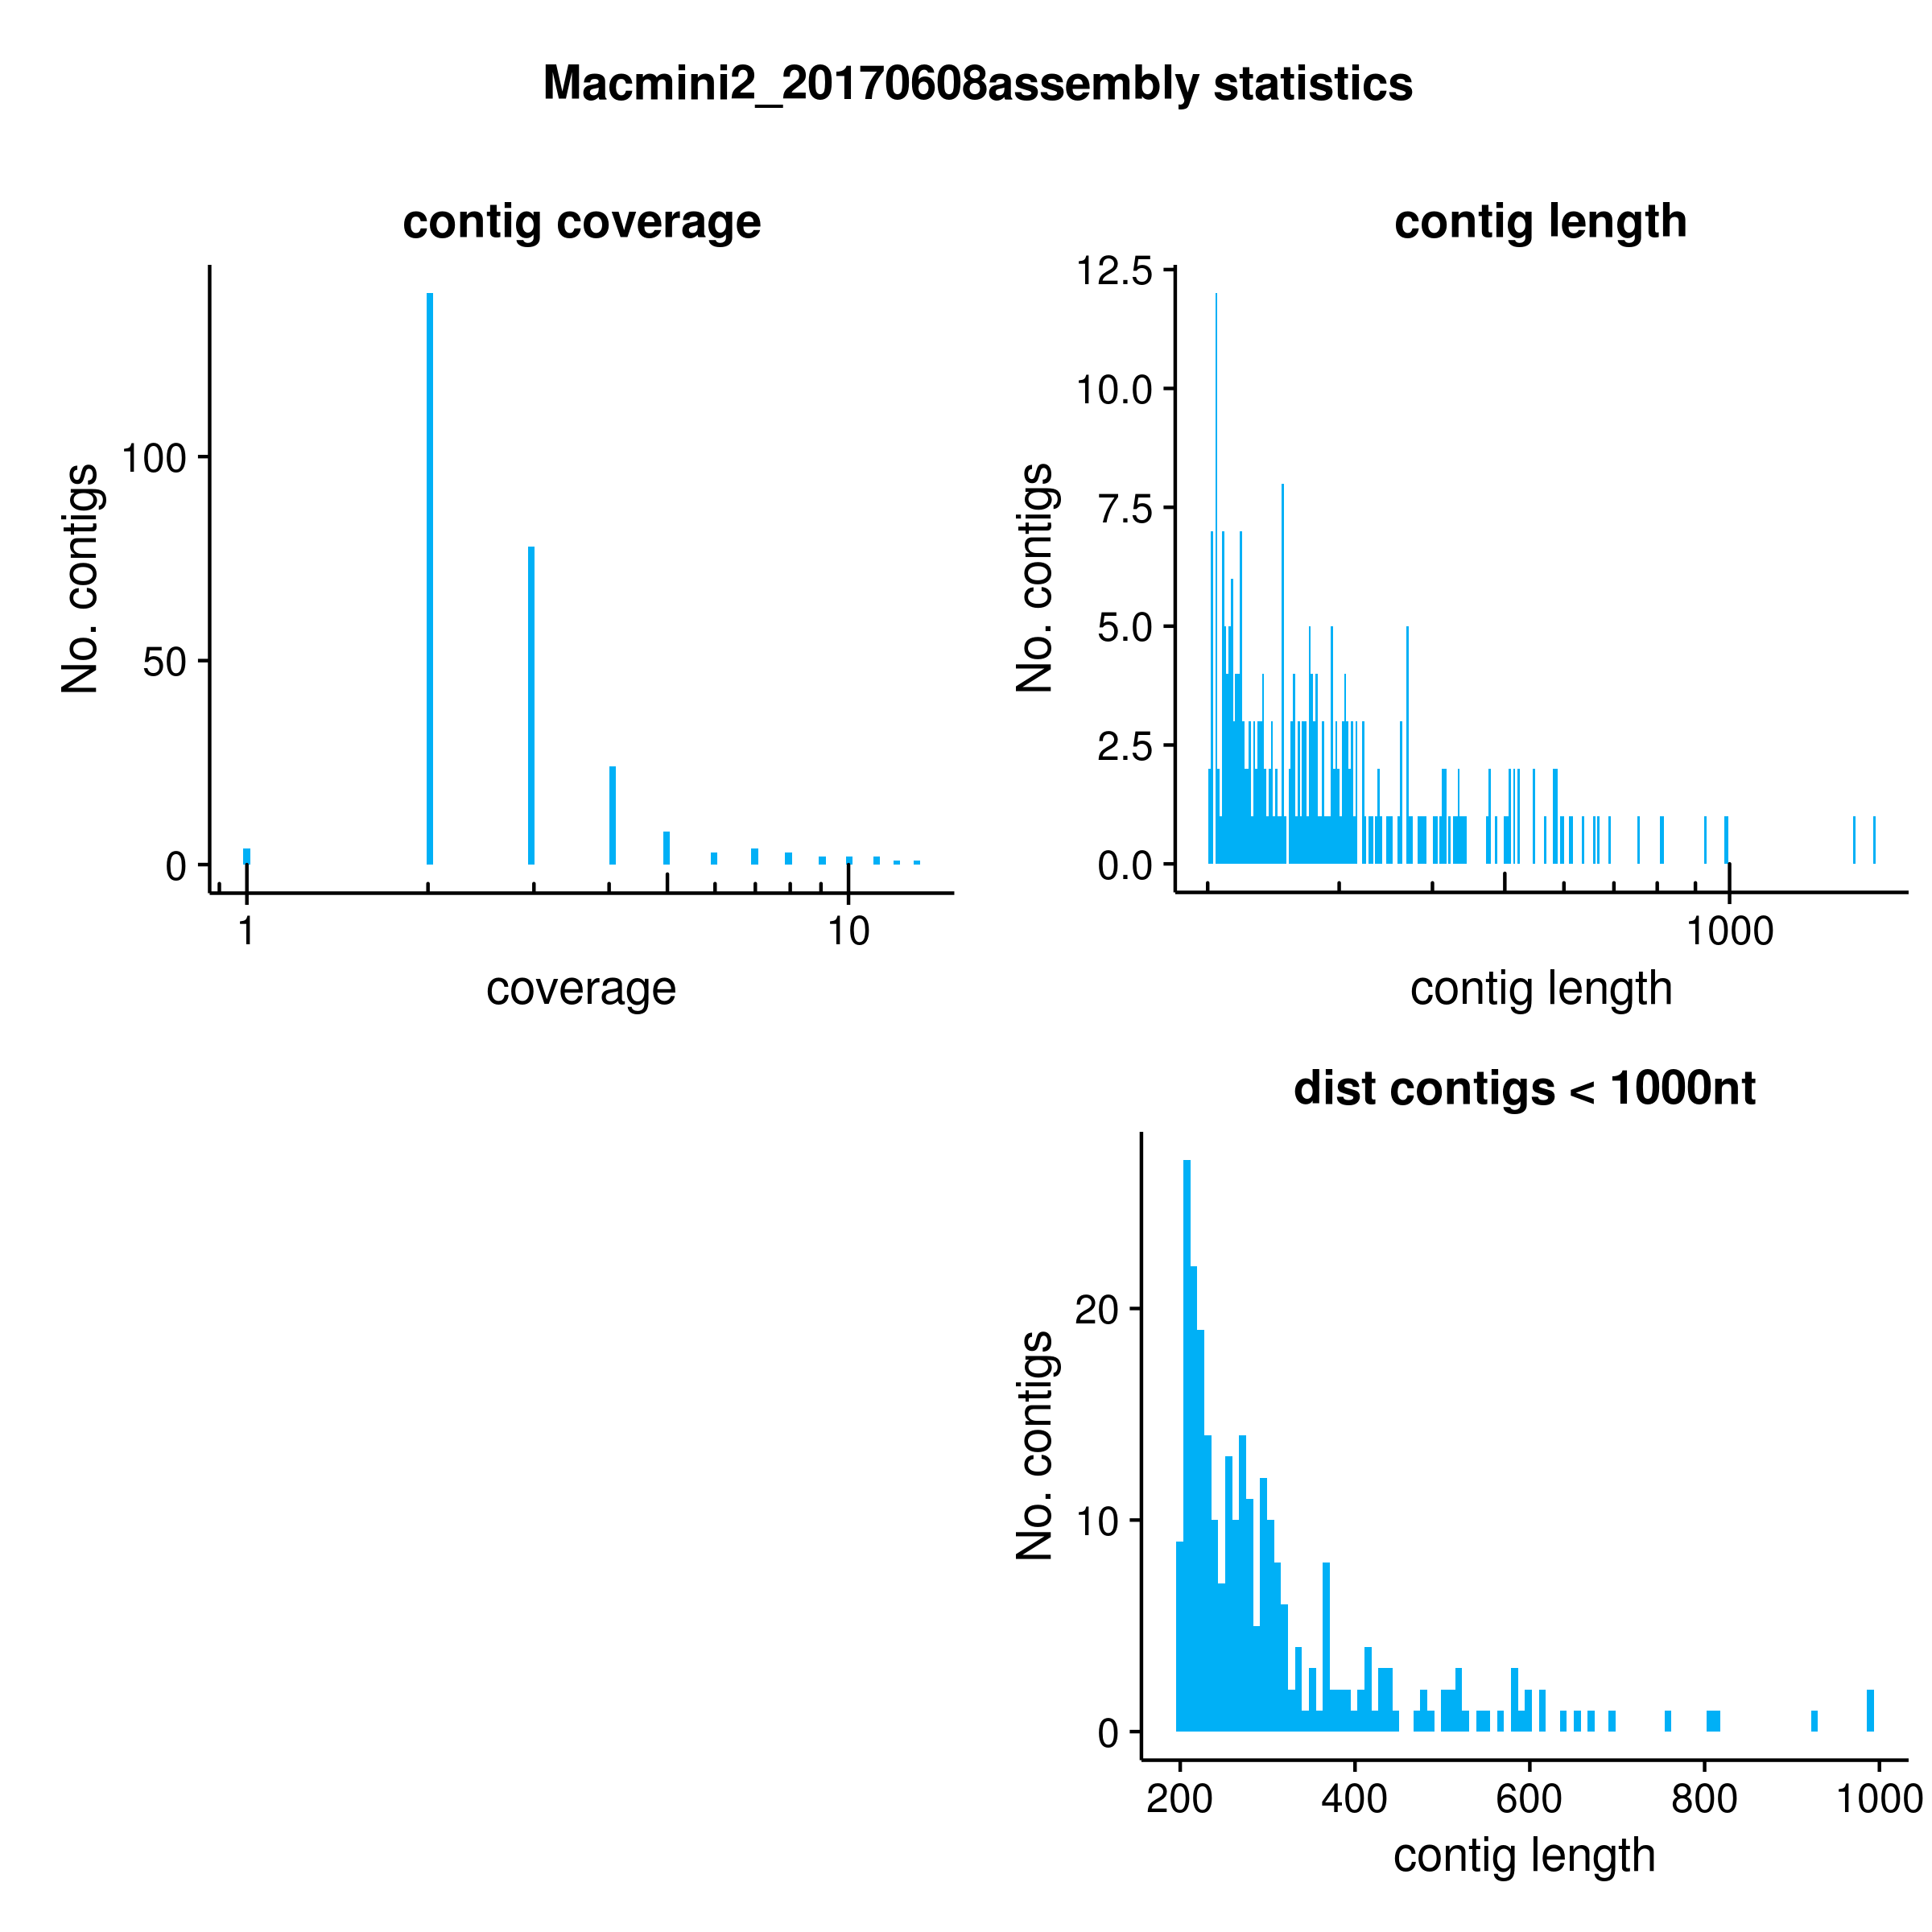 Macmini2_20170608assembly statistics
contig coverage
No. contigs
100
50
0
1
10
coverage
contig length
No. contigs
12.5
10.0
7.5
5.0
2.5
0.0
1000
contig length
dist contigs < 1000nt
No. contigs
20
10
0
200 400 600 800 1000
contig length